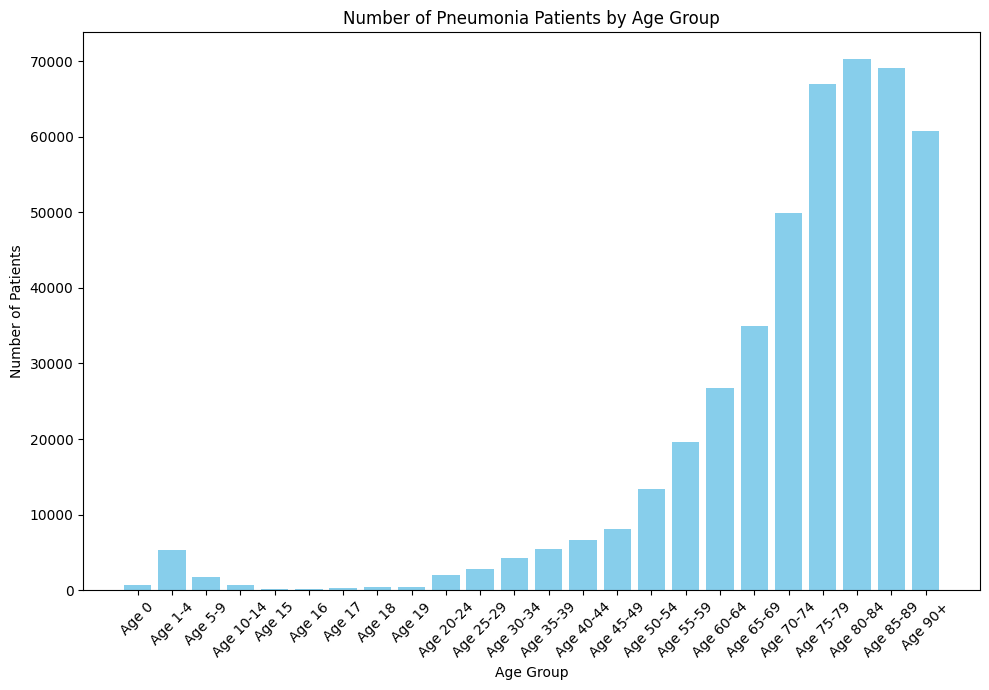 Number of Pneumonia Patients by Age Group
Number of Patients
70000
60000
50000
40000
30000
20000
10000
0
Age 0
Age 1-4
Age 5-9
Age 10-14
Age 15
Age 16
Age 17
Age 18
Age 19
Age 20-24
Age 25-29
Age 30-34
Age 35-39
Age 40-44
Age 45-49
Age 50-54
Age 55-59
Age 60-64
Age 65-69
Age 70-74
Age 75-79
Age 80-84
Age 85-89
Age 90+
Age Group